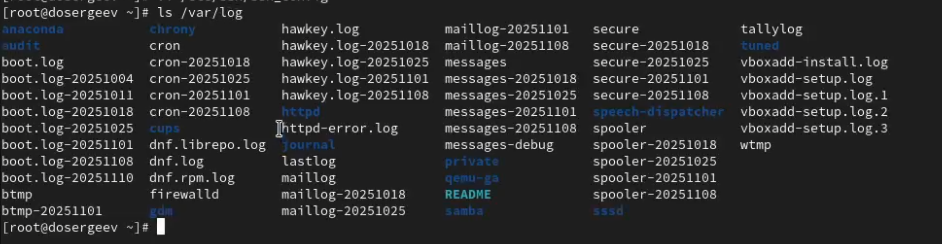 [root@dosergeev ~]# ls /var/log
anaconda chrony hawkey.log maillog-20251101 secure tallylog
audit cron hawkey.log-20251018 maillog-20251108 secure-20251018 tuned
boot.log cron-20251018 hawkey.log-20251025 messages secure-20251025 vboxadd-install.log
boot.log-20251004 cron-20251025 hawkey.log-20251101 messages-20251018 secure-20251101 vboxadd-setup.log
boot.log-20251011 cron-20251101 hawkey.log-20251108 messages-20251025 secure-20251108 vboxadd-setup.log.1
boot.log-20251018 cron-20251108 httpd messages-20251101 speech-dispatcher vboxadd-setup.log.2
boot.log-20251025 cups httpd-error.log messages-20251108 spooler vboxadd-setup.log.3
boot.log-20251101 dnf.librepo.log journal messages-debug spooler-20251018 wtmp
boot.log-20251108 dnf.log lastlog private spooler-20251025
boot.log-20251110 dnf.rpm.log maillog qemu-ga spooler-20251101
btmp firewalld maillog-20251018 README spooler-20251108
btmp-20251101 gdm maillog-20251025 samba sssd
[root@dosergeev ~]#